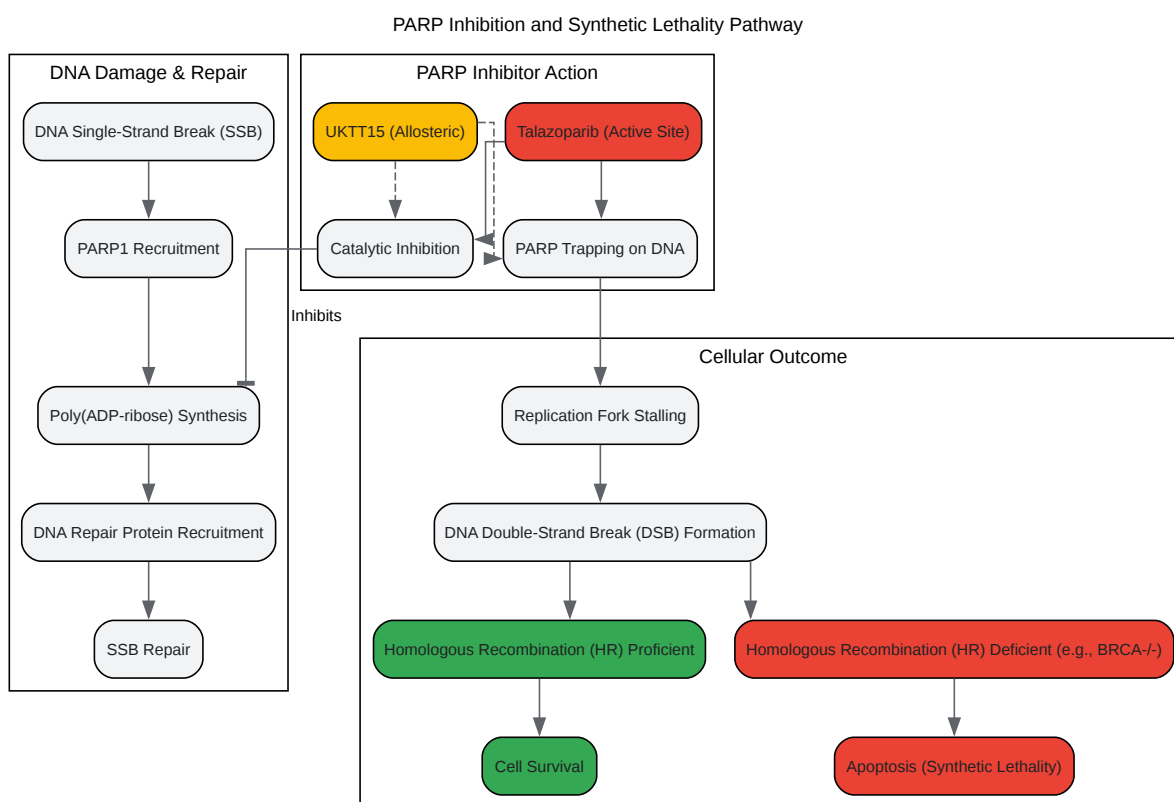 PARP Inhibition and Synthetic Lethality Pathway
DNA Damage & Repair
DNA Single-Strand Break (SSB)
PARP1 Recruitment
Poly(ADP-ribose) Synthesis
DNA Repair Protein Recruitment
SSB Repair
PARP Inhibitor Action
UKTT15 (Allosteric)
Talazoparib (Active Site)
Catalytic Inhibition
PARP Trapping on DNA
Inhibits
Cellular Outcome
Replication Fork Stalling
DNA Double-Strand Break (DSB) Formation
Homologous Recombination (HR) Proficient
Homologous Recombination (HR) Deficient (e.g., BRCA-/-)
Cell Survival
Apoptosis (Synthetic Lethality)